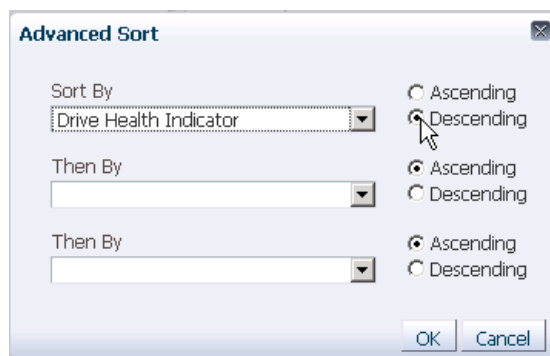 Advanced Sort
Sort By
Ascending
Drive Health Indicator
Descending
Then By
Ascending
Descending
Then By
Ascending
Descending
OK
Cancel